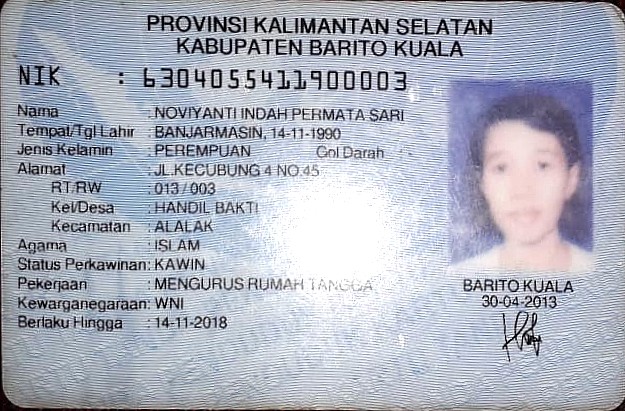 PROVINSI KALIMANTAN SELATAN
KABUPATEN BARITO KUALA
NIK : 6304055411900003
Nama : NOVIYANTI INDAH PERMATA SARI
Tempat/Tgl Lahir : BANJARMASIN, 14-11-1990
Jenis Kelamin : PEREMPUAN Gol Darah : -
Alamat : JL.KECUBUNG 4 NO.45
RT/RW : 013 / 003
Kel/Desa : HANDIL BAKTI
Kecamatan : ALALAK
Agama : ISLAM
Status Perkawinan: KAWIN
Pekerjaan : MENGURUS RUMAH TANGGA
Kewarganegaraan: WNI
Berlaku Hingga : 14-11-2018
BARITO KUALA
30-04-2013